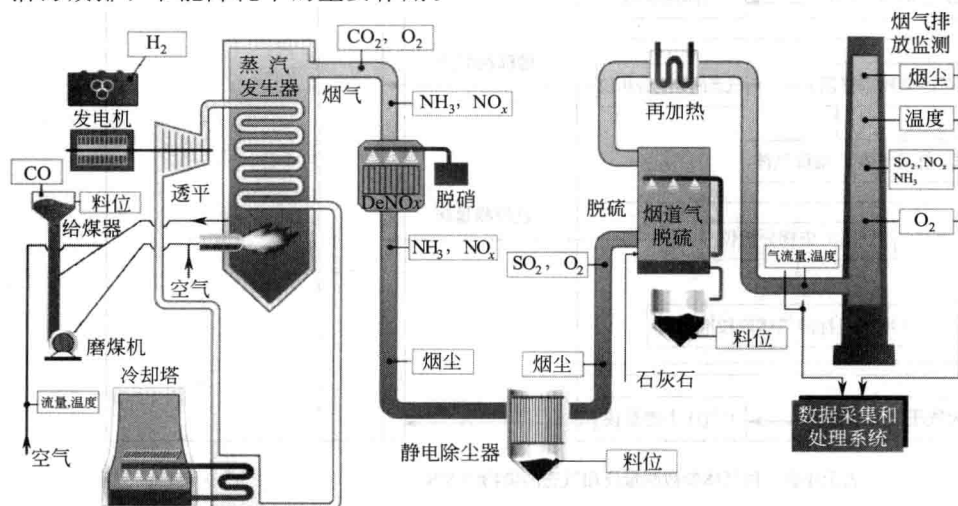 H₂
发电机
CO
料位
给煤器
磨煤机
流量,温度
空气
冷却塔
透平
蒸汽
发生器
空气
烟气
CO₂, O₂
NH₃, NOₓ
DeNOₓ
脱硝
NH₃, NOₓ
烟尘
静电除尘器
料位
烟尘
SO₂, O₂
脱硫
烟道气
脱硫
石灰石
料位
再加热
气流量,温度
烟气排
放监测
烟尘
温度
SO₂, NOₓ
NH₃
O₂
数据采集和
处理系统